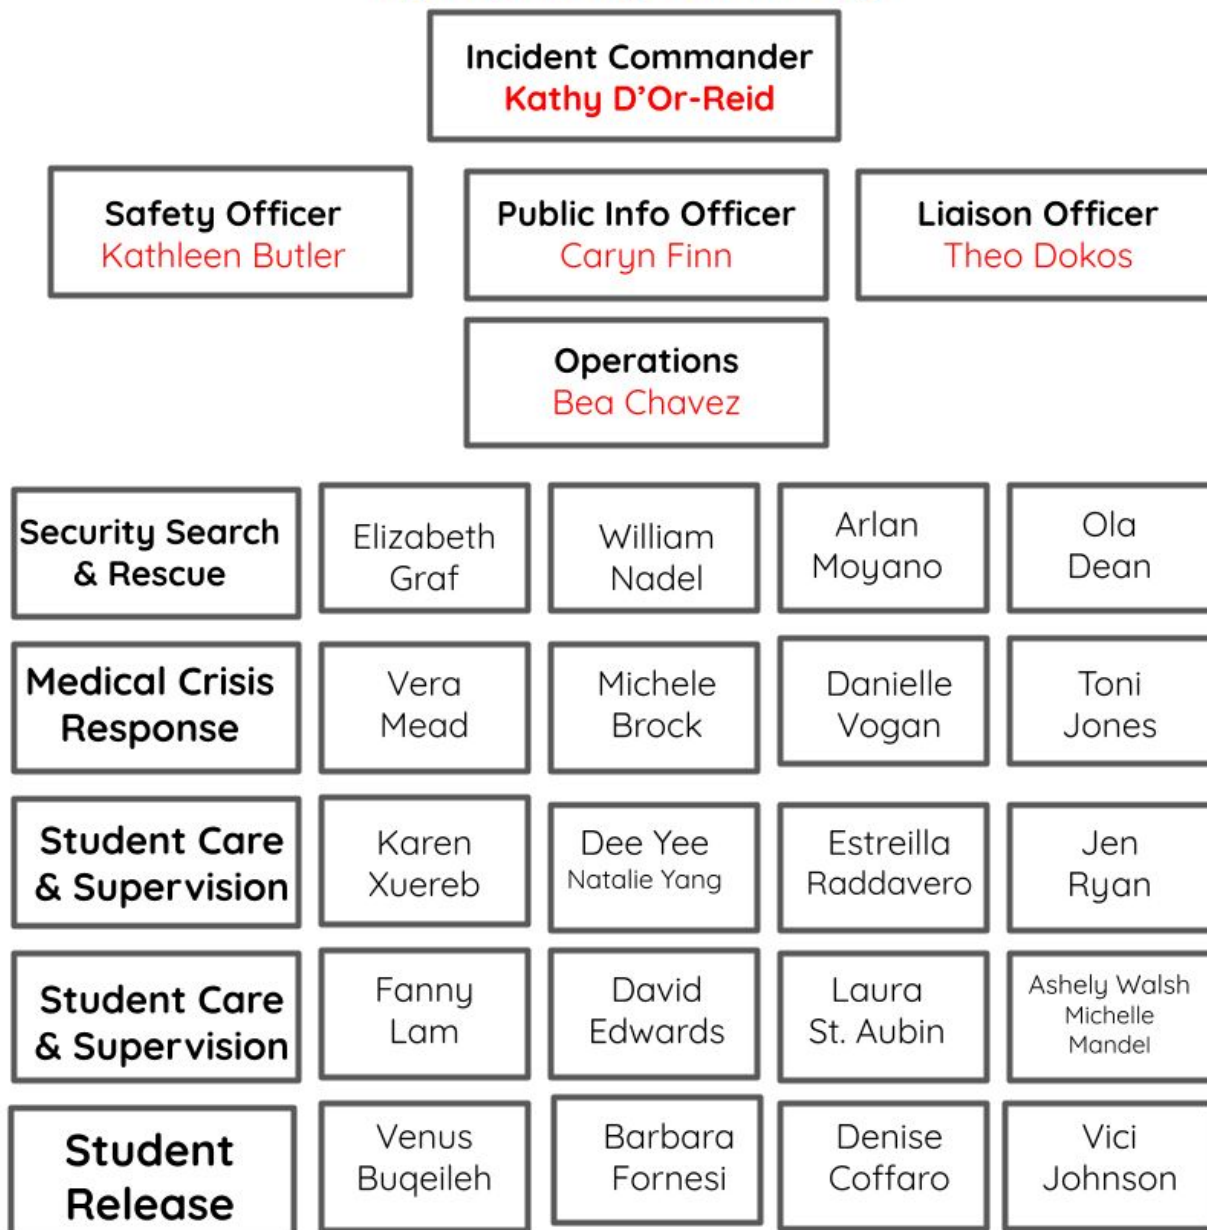 Incident Commander
Kathy D'Or-Reid
Safety Officer
Kathleen Butler
Public Info Officer
Caryn Finn
Liaison Officer
Theo Dokos
Operations
Bea Chavez
Security Search
& Rescue
Elizabeth
Graf
William
Nadel
Arlan
Moyano
Ola
Dean
Medical Crisis
Response
Vera
Mead
Michele
Brock
Danielle
Vogan
Toni
Jones
Student Care
& Supervision
Karen
Xuereb
Dee Yee
Natalie Yang
Estreilla
Raddavero
Jen
Ryan
Student Care
& Supervision
Fanny
Lam
David
Edwards
Laura
St. Aubin
Ashely Walsh
Michelle
Mandel
Student
Release
Venus
Buqeileh
Barbara
Fornesi
Denise
Coffaro
Vici
Johnson